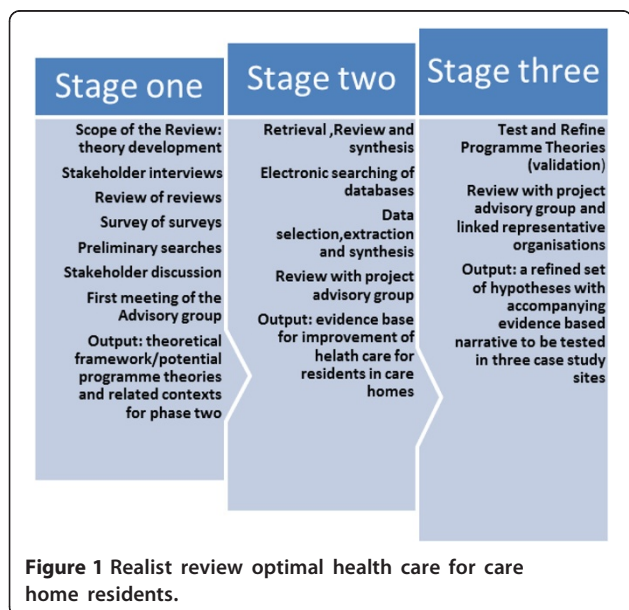 Stage one
Scope of the Review:
theory development
Stakeholder interviews
Review of reviews
Survey of surveys
Preliminary searches
Stakeholder discussion
First meeting of the
Advisory group
Output: theoretical
framework/potential
programme theories
and related contexts
for phase two
Stage two
Retrieval ,Review and
synthesis
Electronic searching of
databases
Data
selection,extraction
and synthesis
Review with project
advisory group
Output: evidence base
for improvement of
helath care for
residents in care
homes
Stage three
Test and Refine
Programme Theories
(validation)
Review with project
advisory group and
linked representative
organisations
Output: a refined set
of hypotheses with
accompanying
evidence based
narrative to be tested
in three case study
sites
Figure 1 Realist review optimal health care for care
home residents.